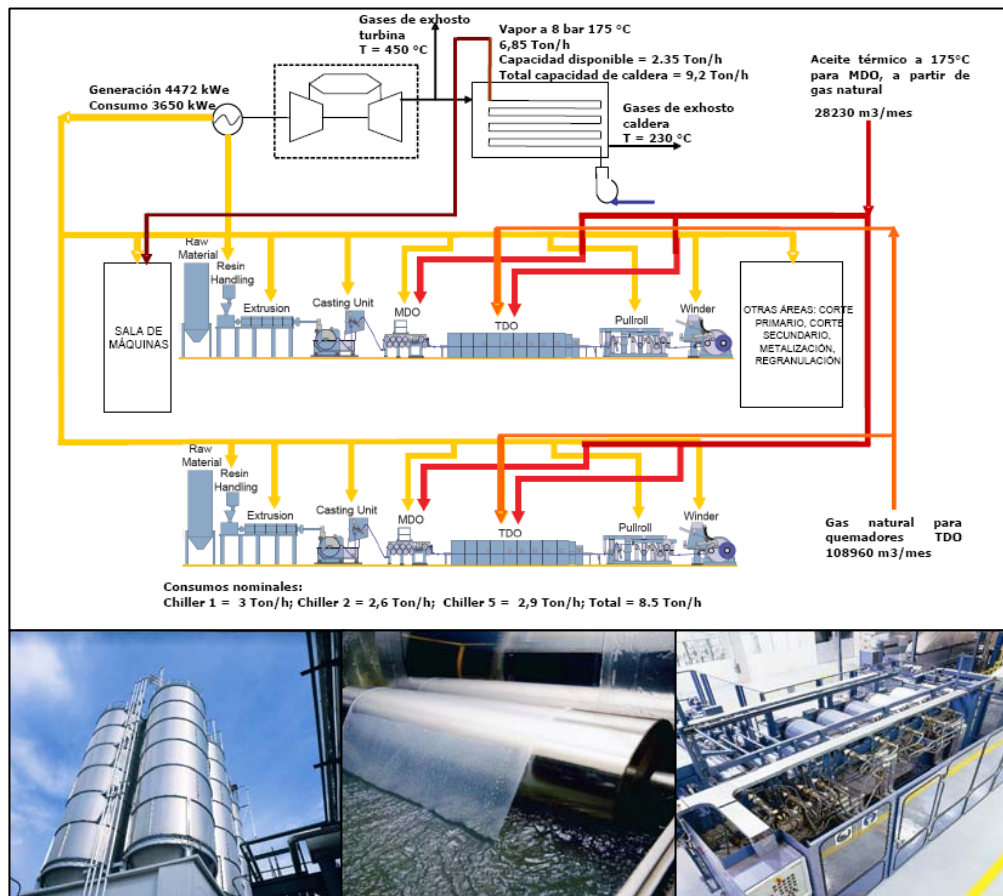 Gases de exhosto
turbina
T = 450 °C
Vapor a 8 bar 175 °C
6,85 Ton/h
Capacidad disponible = 2.35 Ton/h
Total capacidad de caldera = 9,2 Ton/h
Aceite térmico a 175°C
para MDO, a partir de
gas natural
28230 m3/mes
Generación 4472 kWe
Consumo 3650 kWe
Gases de exhosto
caldera
T = 230 °C
Raw
Material
Resin
Handling
Extrusion
Casting Unit
MDO
TDO
Pullroll
Winder
SALA DE
MÁQUINAS
OTRAS ÁREAS: CORTE
PRIMARIO, CORTE
SECUNDARIO,
METALIZACIÓN,
REGRANULACIÓN
Raw
Material
Resin
Handling
Extrusion
Casting Unit
MDO
TDO
Pullroll
Winder
Gas natural para
quemadores TDO
108960 m3/mes
Consumos nominales:
Chiller 1 = 3 Ton/h; Chiller 2 = 2,6 Ton/h; Chiller 5 = 2,9 Ton/h; Total = 8.5 Ton/h